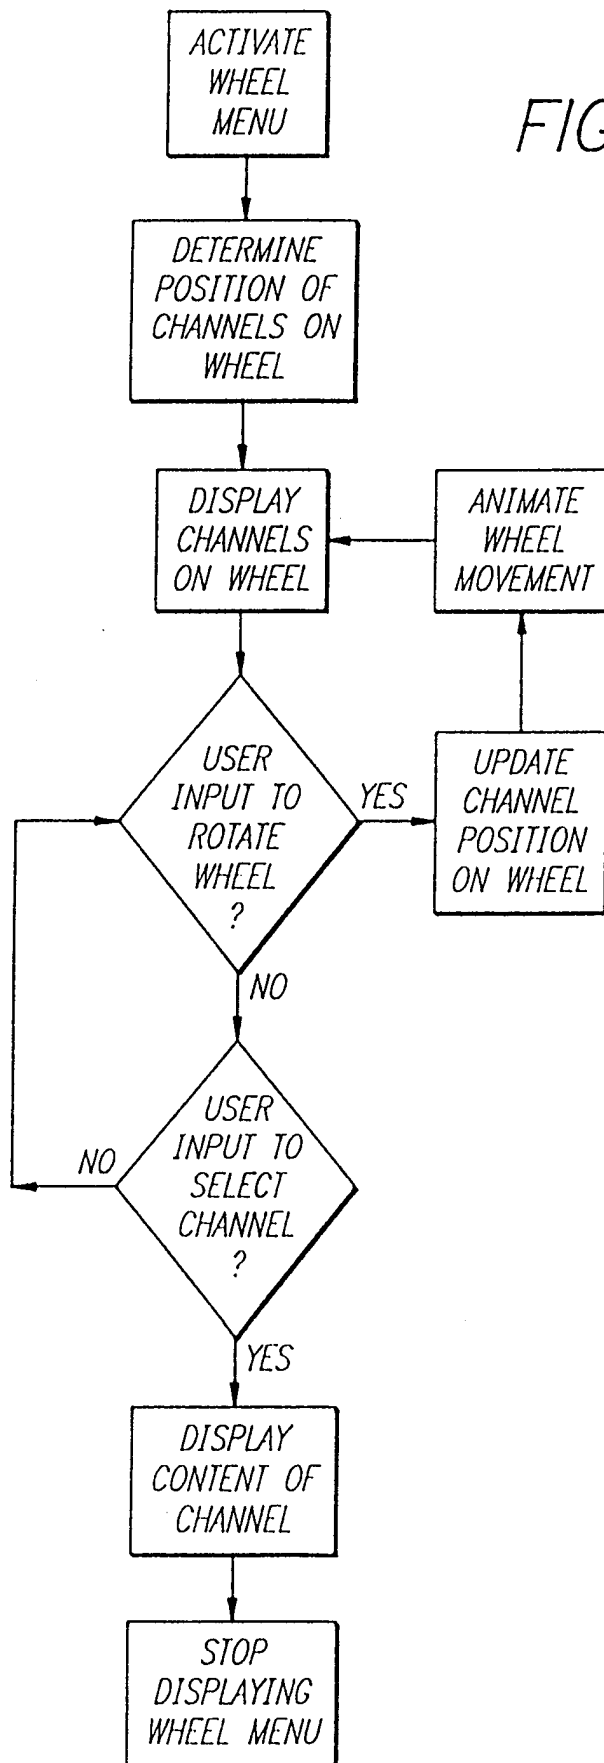 ACTIVATE
WHEEL
MENU
FIG
DETERMINE
POSITION OF
CHANNELS ON
WHEEL
DISPLAY
CHANNELS
ON WHEEL
ANIMATE
WHEEL
MOVEMENT
USER
INPUT TO
ROTATE
WHEEL
?
YES
UPDATE
CHANNEL
POSITION
ON WHEEL
NO
USER
INPUT TO
SELECT
CHANNEL
?
NO
YES
DISPLAY
CONTENT OF
CHANNEL
STOP
DISPLAYING
WHEEL MENU